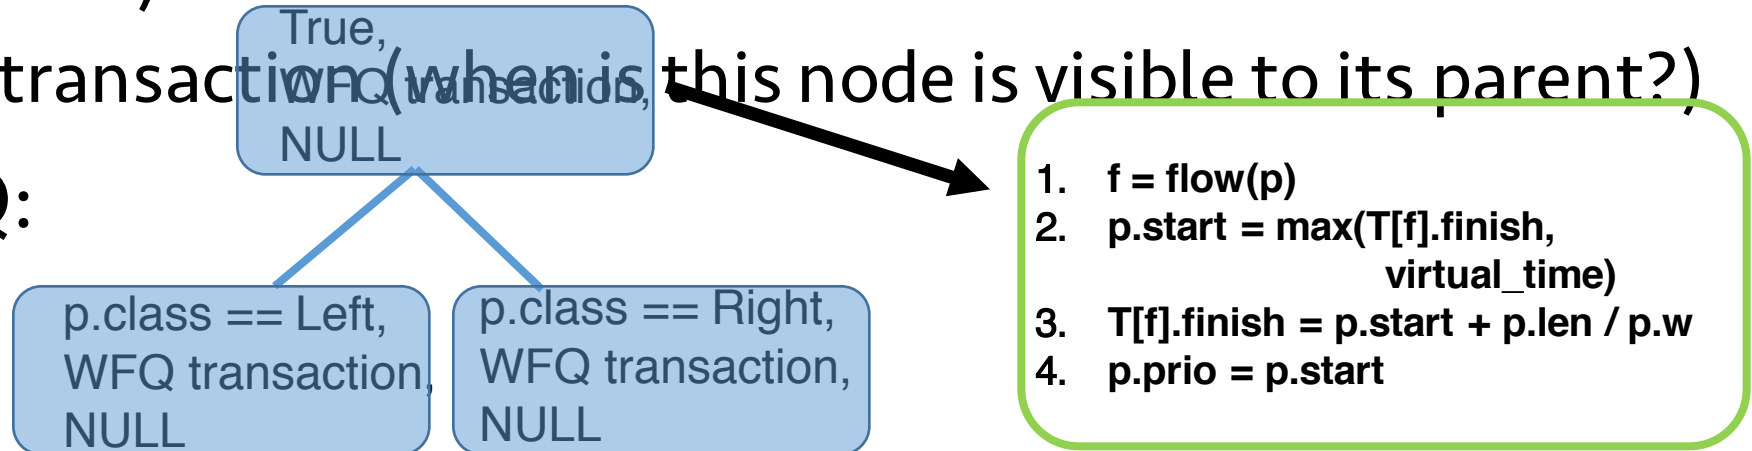 True,
transaction (when is this node is visible to its parent?)
WFQ transaction,
NULL
Q:
1. f = flow(p)
2. p.start = max(T[f].finish,
virtual_time)
3. T[f].finish = p.start + p.len / p.w
4. p.prio = p.start
p.class == Left,
WFQ transaction,
NULL
p.class == Right,
WFQ transaction,
NULL